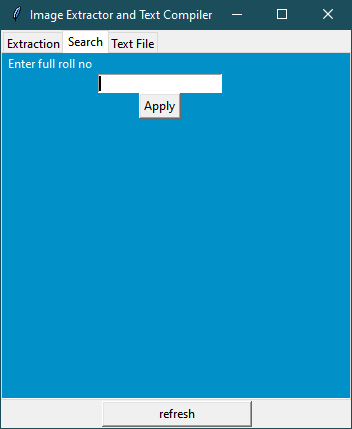 Image Extractor and Text Compiler
Extraction Search Text File
Enter full roll no
Apply
refresh